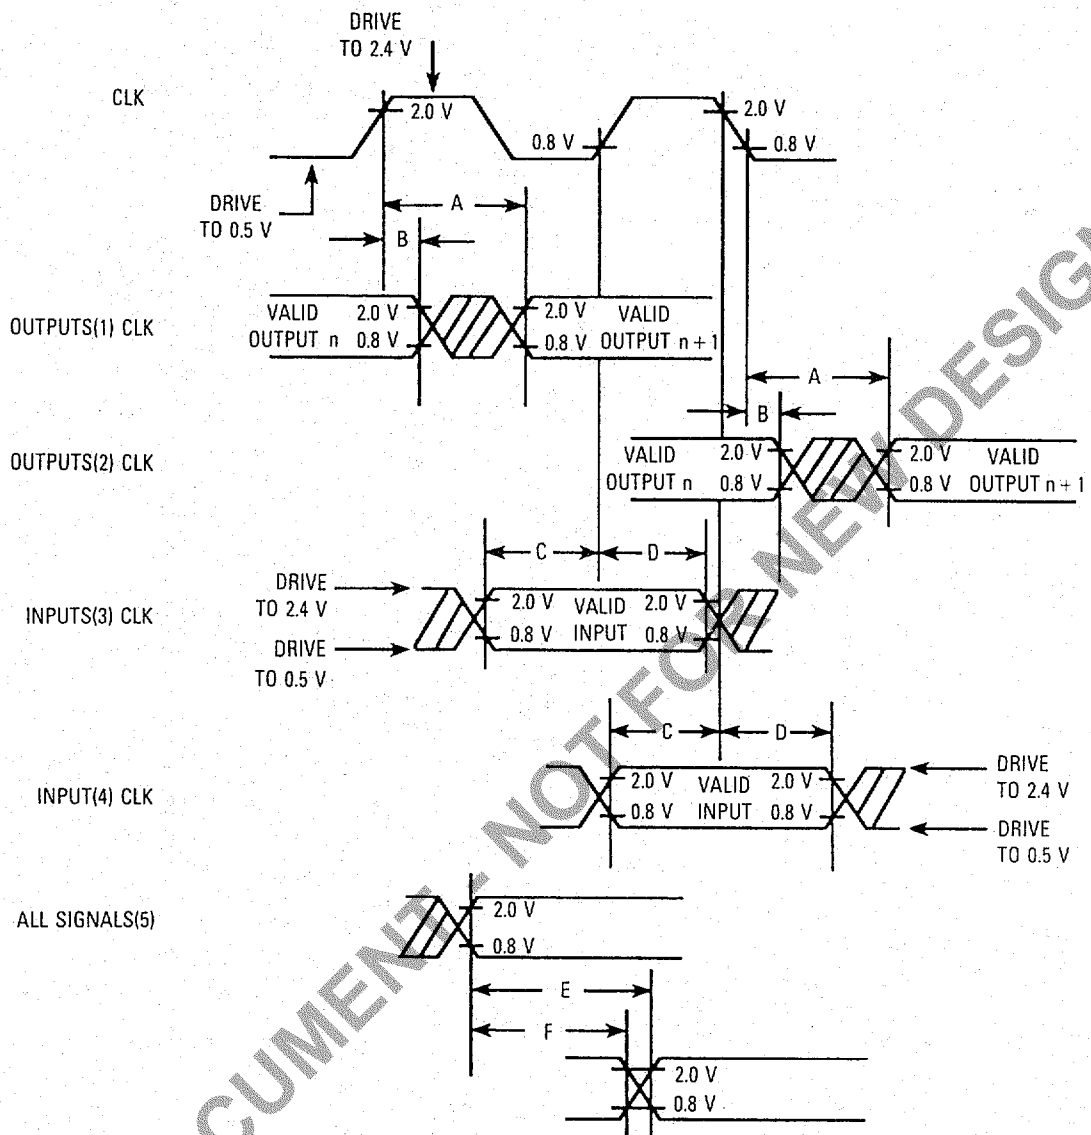 DRIVE
TO 2.4 V
CLK
2.0 V
2.0 V
0.8 V
0.8 V
DRIVE
TO 0.5 V
A
B
OUTPUTS(1) CLK
VALID
OUTPUT n
2.0 V
0.8 V
2.0 V
0.8 V
VALID
OUTPUT n + 1
A
B
OUTPUTS(2) CLK
VALID
OUTPUT n
2.0 V
0.8 V
2.0 V
0.8 V
VALID
OUTPUT n + 1
C
D
INPUTS(3) CLK
DRIVE
TO 2.4 V
DRIVE
TO 0.5 V
2.0 V
0.8 V
VALID
INPUT
2.0 V
0.8 V
C
D
INPUT(4) CLK
2.0 V
0.8 V
VALID
INPUT
2.0 V
0.8 V
DRIVE
TO 2.4 V
DRIVE
TO 0.5 V
ALL SIGNALS(5)
2.0 V
0.8 V
E
F
2.0 V
0.8 V
CUMENT - NOT FOR NEW DESIGN